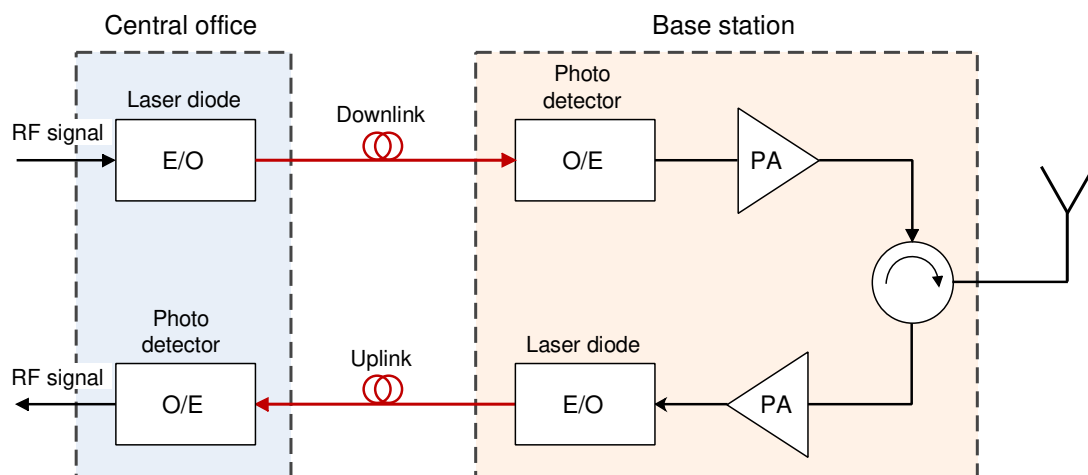 Central office
Base station
Laser diode
RF signal
E/O
Downlink
Photo
detector
O/E
PA
Photo
detector
RF signal
O/E
Uplink
Laser diode
E/O
PA